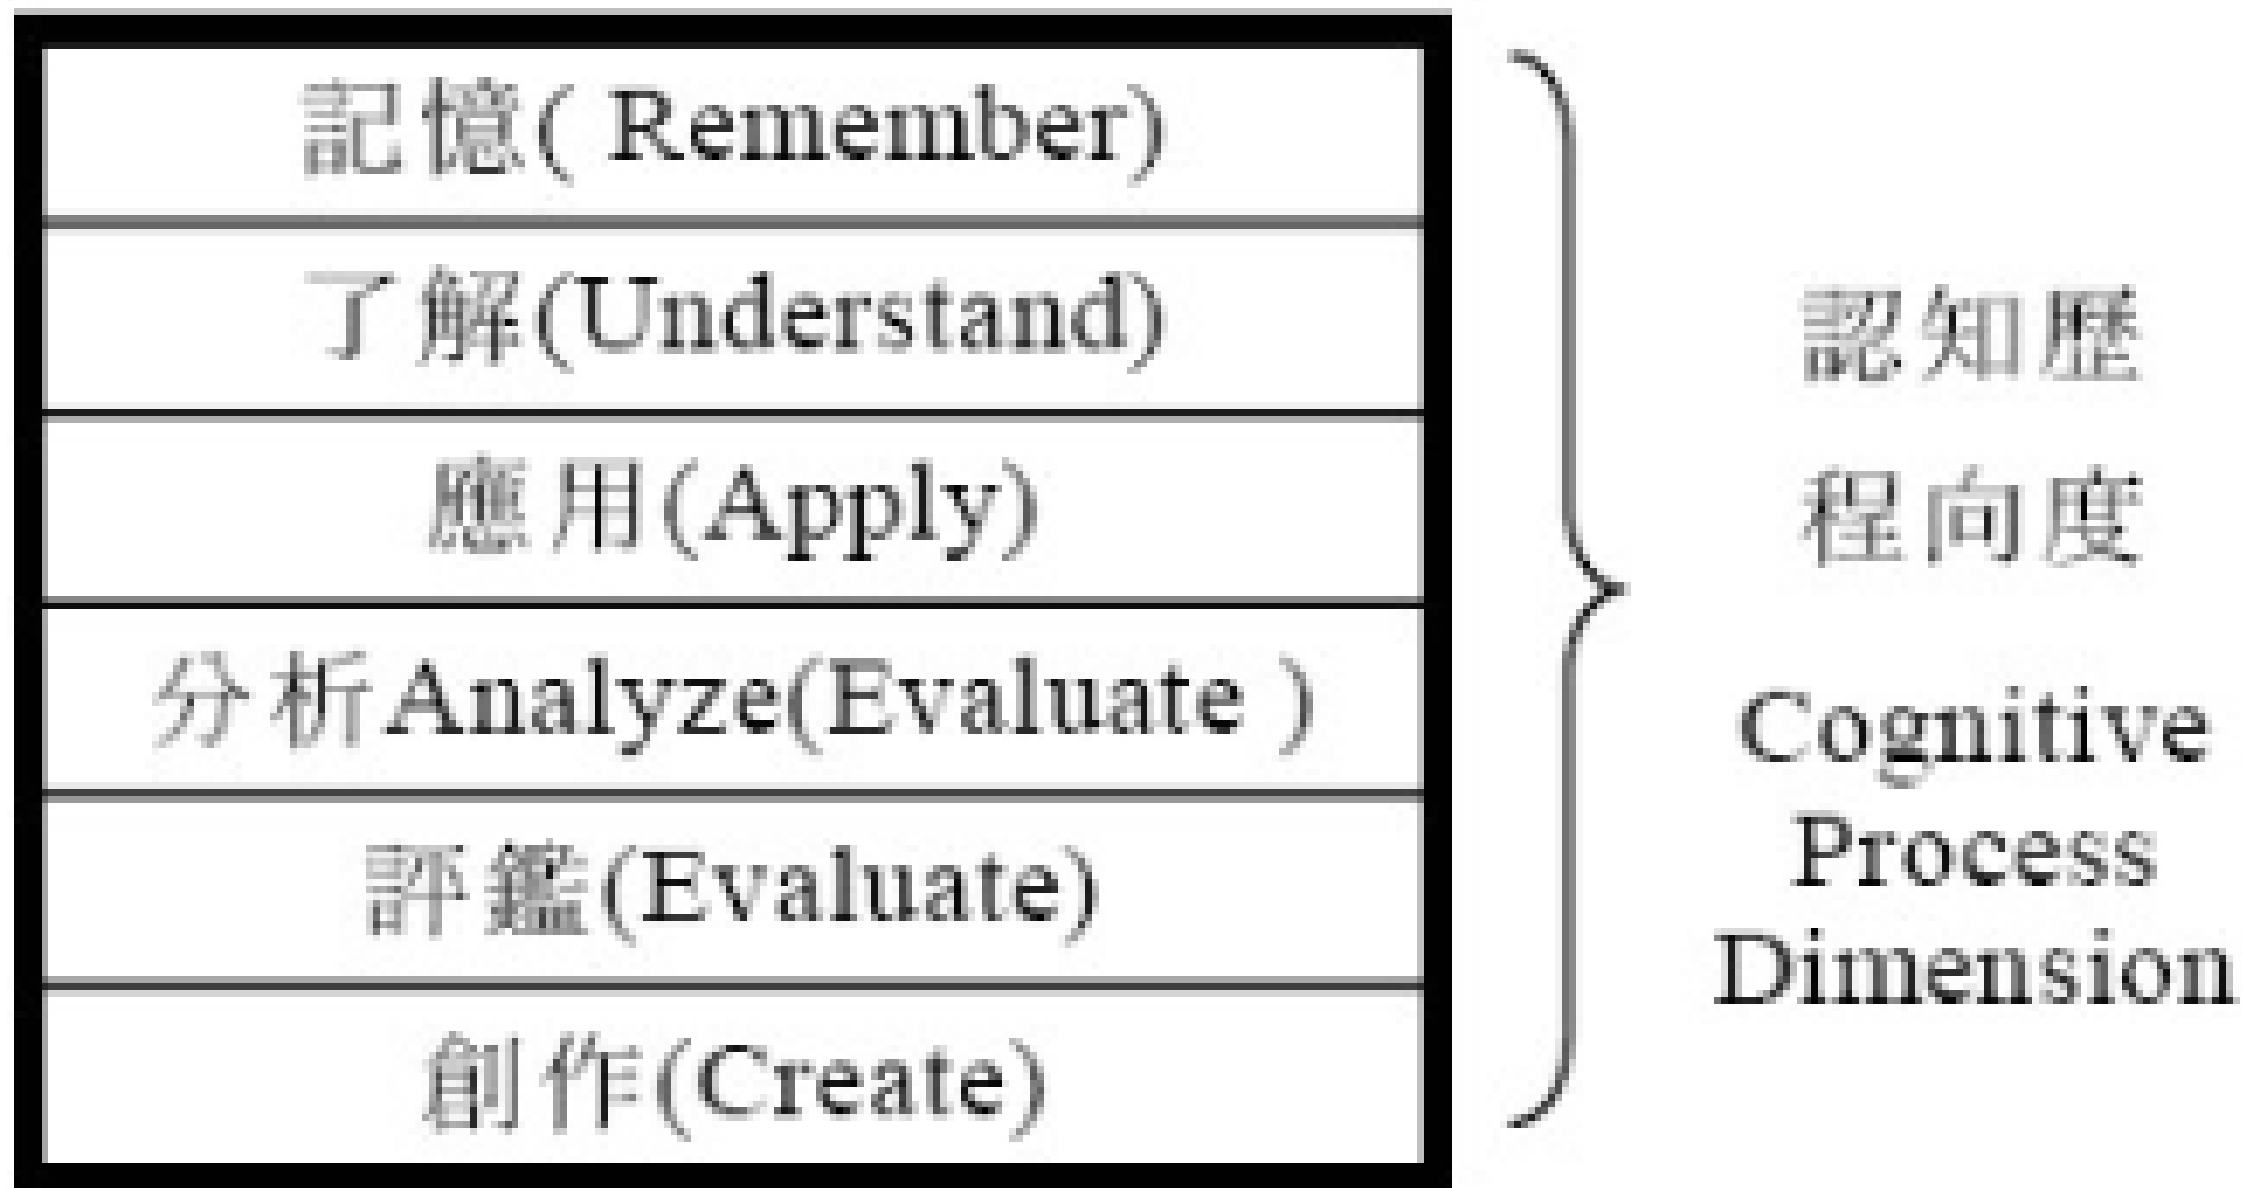 記憶( Remember)
了解(Understand)
應用(Apply)
分析Analyze(Evaluate )
評鑑(Evaluate)
創作(Create)
認知歷
程向度
Cognitive
Process
Dimension